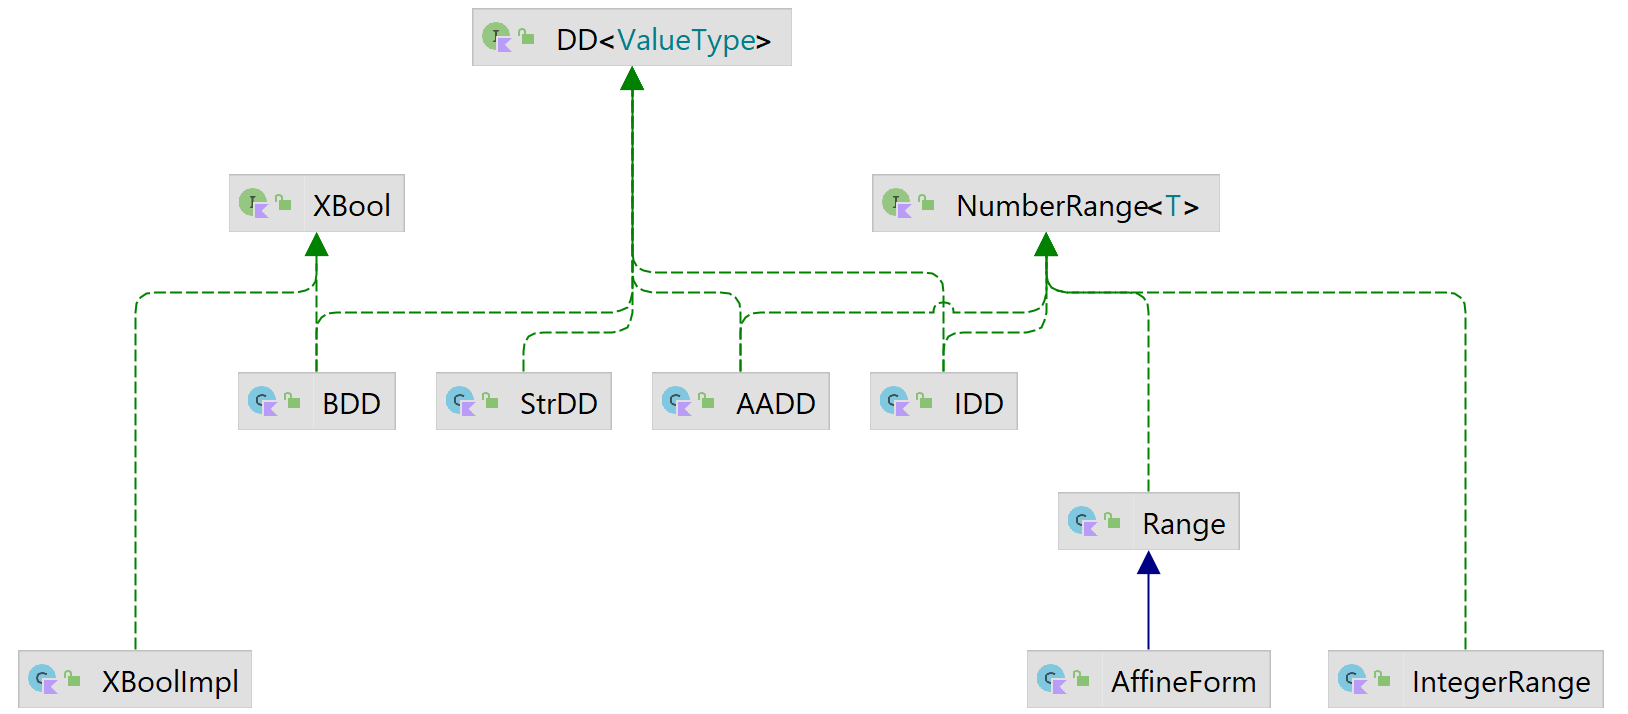 DD<ValueType>
XBool
NumberRange<T>
BDD
StrDD
AADD
IDD
Range
XBoolImpl
AffineForm
IntegerRange